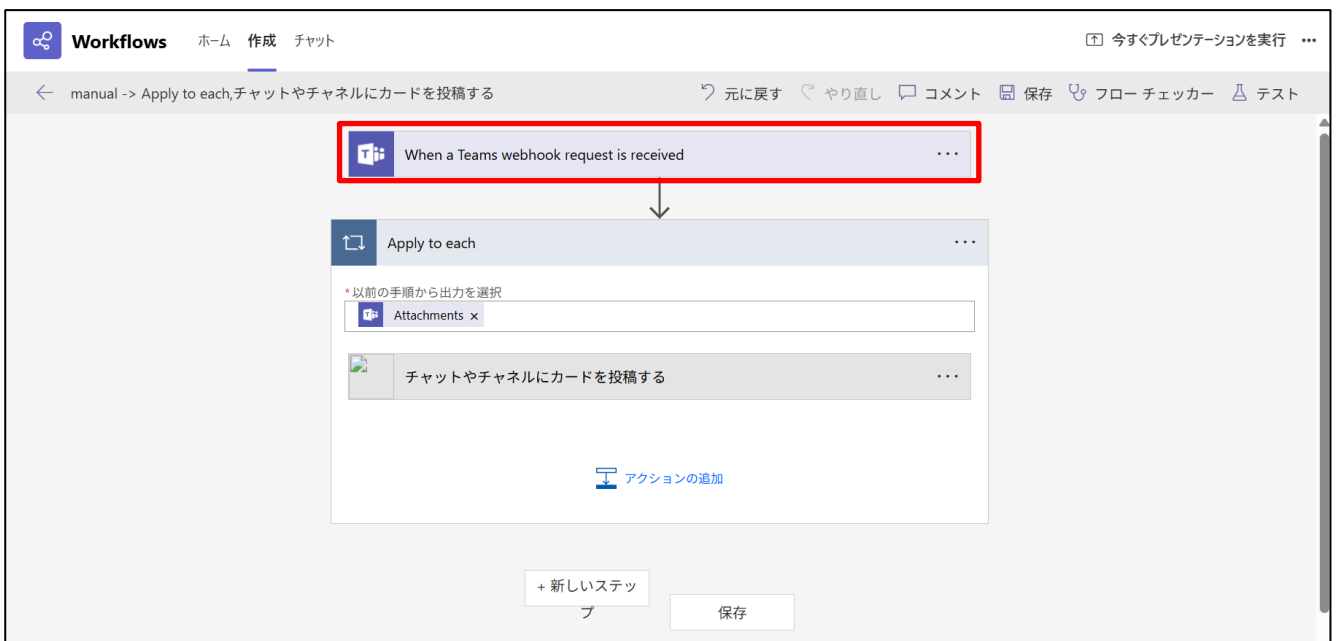 Workflows ホーム 作成 チャット 今すぐプレゼンテーションを実行 ...
manual -> Apply to each,チャットやチャネルにカードを投稿する 元に戻す やり直し コメント 保存 フロー チェッカー テスト
When a Teams webhook request is received ...
Apply to each ...
*以前の手順から出力を選択
Attachments ×
チャットやチャネルにカードを投稿する ...
アクションの追加
+ 新しいステッ
プ
保存